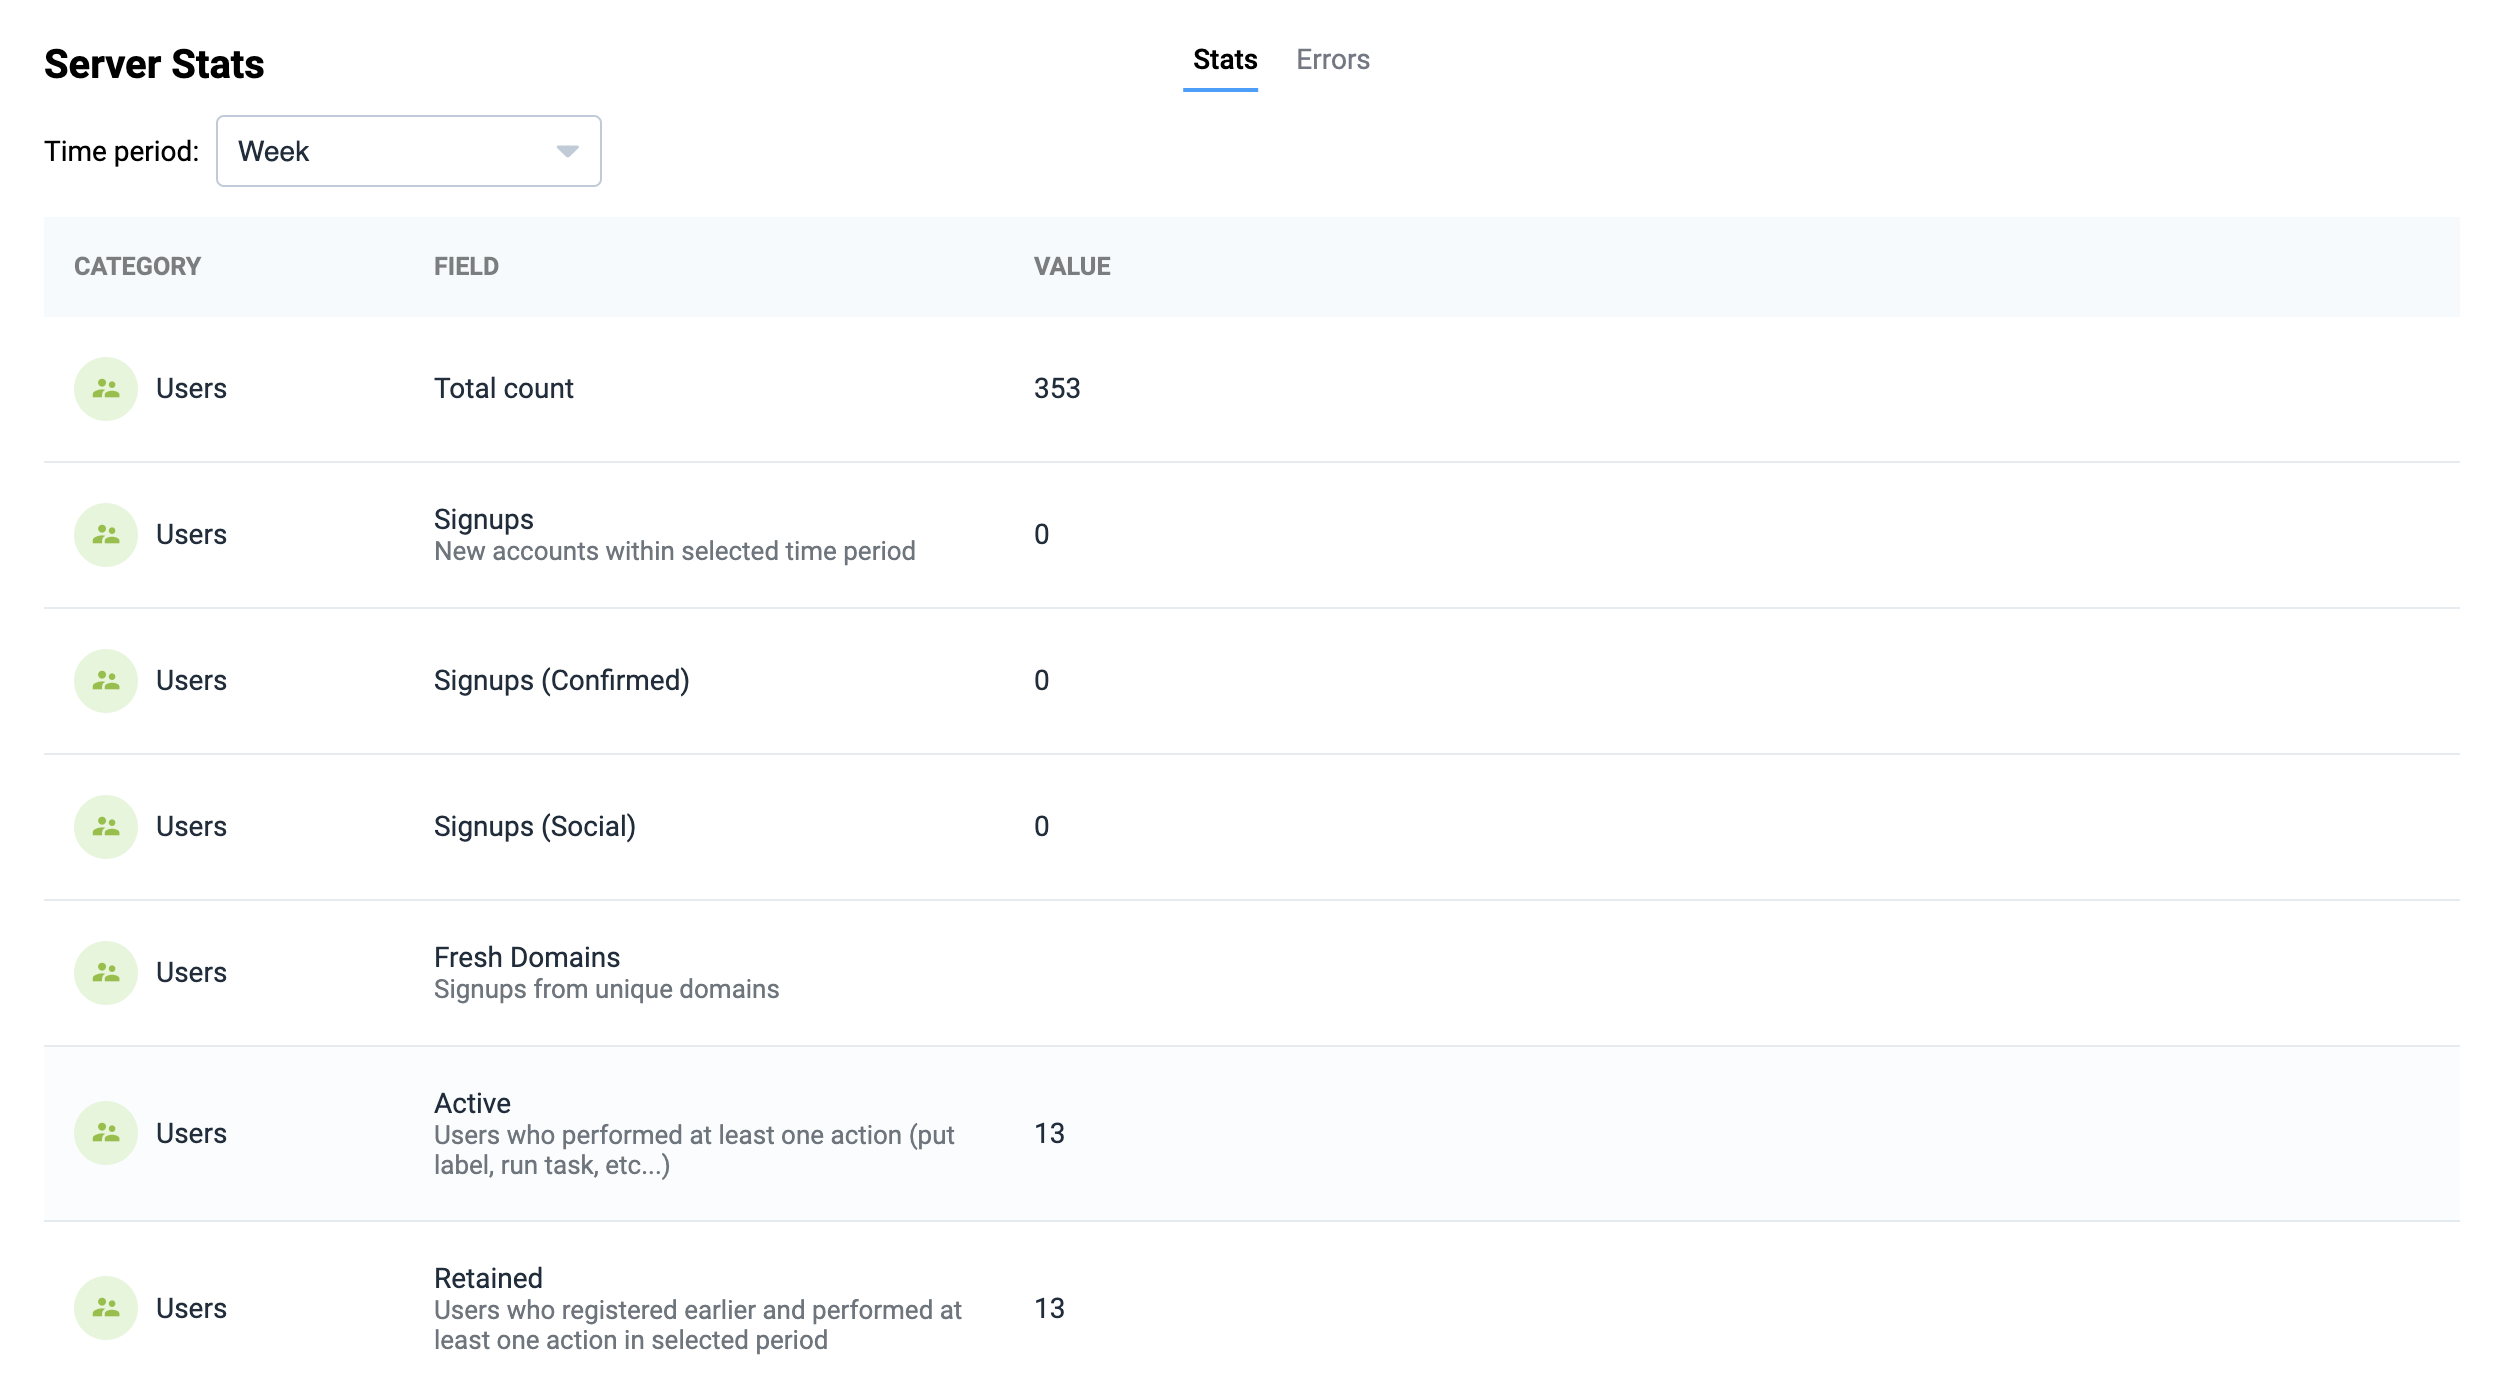 Server Stats
Stats Errors
Time period: Week
CATEGORY FIELD VALUE
Users Total count 353
Users Signups 0
New accounts within selected time period
Users Signups (Confirmed) 0
Users Signups (Social) 0
Users Fresh Domains
Signups from unique domains
Users Active 13
Users who performed at least one action (put
label, run task, etc...)
Users Retained 13
Users who registered earlier and performed at
least one action in selected period